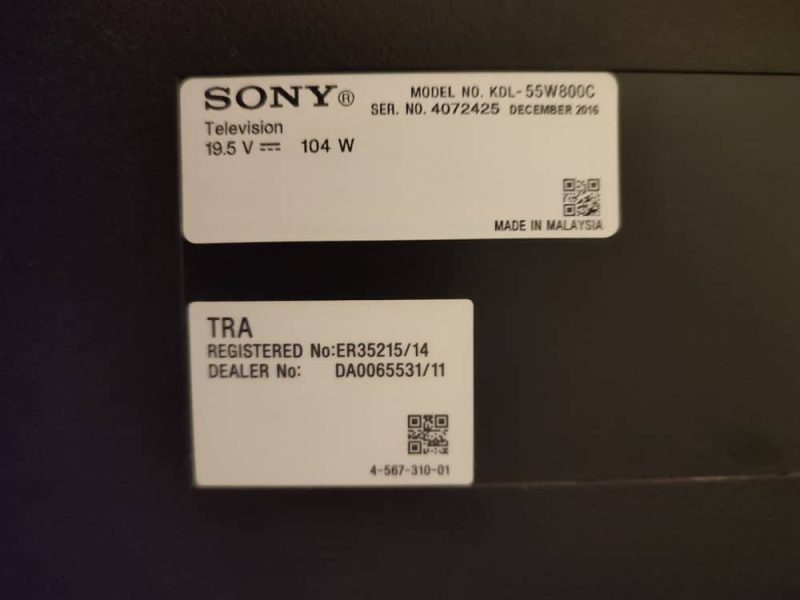 SONY®
MODEL NO. KDL-55W800C
SER. NO. 4072425 DECEMBER 2016
Television
19.5 V ⎓ 104 W
MADE IN MALAYSIA
TRA
REGISTERED No:ER35215/14
DEALER No: DA0065531/11
4-567-310-01